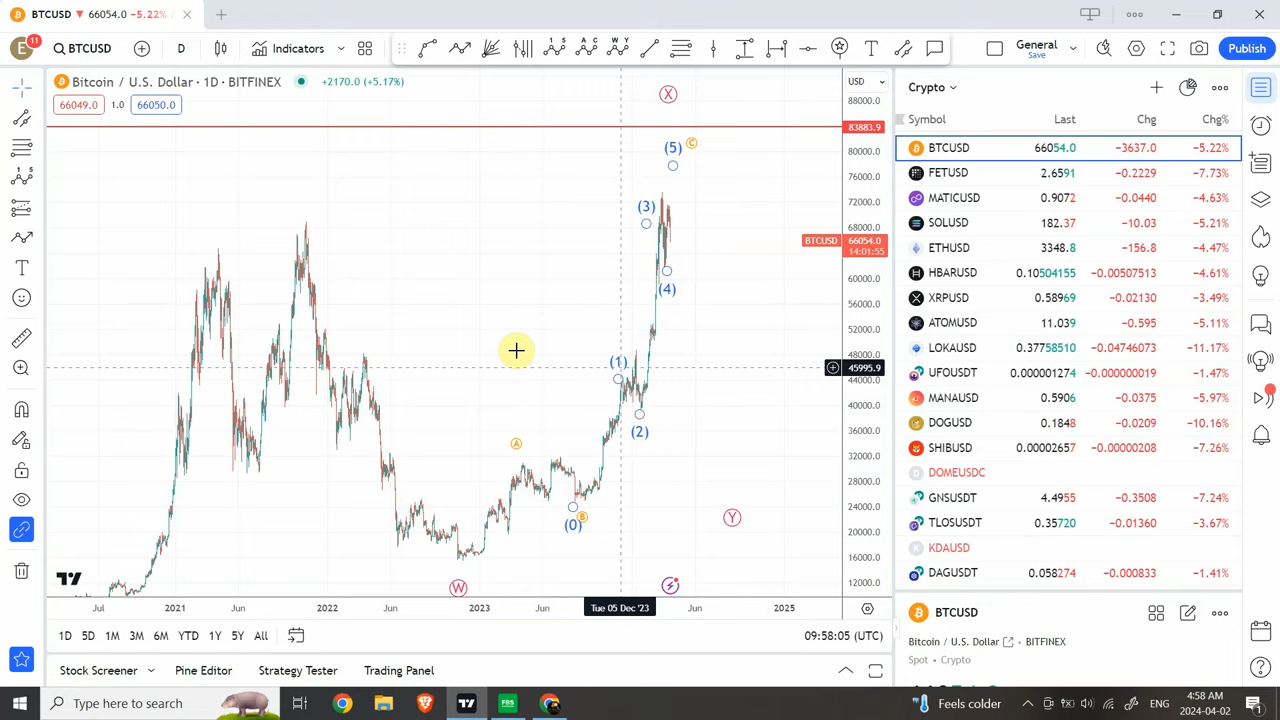 BTCUSD 66054.0 −5.22%
E 11 BTCUSD D Indicators General Save Publish
Bitcoin / U.S. Dollar · 1D · BITFINEX +2170.0 (+5.17%)
66049.0 1.0 66050.0
USD
88000.0
83883.9
80000.0
76000.0
72000.0
68000.0
BTCUSD 66054.0
14:01:55
60000.0
56000.0
52000.0
48000.0
45995.9
44000.0
40000.0
36000.0
32000.0
28000.0
24000.0
20000.0
16000.0
12000.0
X
(5) C
(3)
(4)
(1)
(2)
A
(0) B
Y
W
Jul 2021 Jun 2022 Jun 2023 Jun Tue 05 Dec '23 Jun 2025
1D 5D 1M 3M 6M YTD 1Y 5Y All 09:58:05 (UTC)
Stock Screener Pine Editor Strategy Tester Trading Panel
Crypto
Symbol Last Chg Chg%
BTCUSD 66054.0 −3637.0 −5.22%
FETUSD 2.6591 −0.2229 −7.73%
MATICUSD 0.9072 −0.0440 −4.63%
SOLUSD 182.37 −10.03 −5.21%
ETHUSD 3348.8 −156.8 −4.47%
HBARUSD 0.10504155 −0.00507513 −4.61%
XRPUSD 0.58969 −0.02130 −3.49%
ATOMUSD 11.039 −0.595 −5.11%
LOKAUSD 0.37758510 −0.04746073 −11.17%
UFOUSDT 0.000001274 −0.000000019 −1.47%
MANAUSD 0.6094 −0.0375 −5.97%
DOGUSD 0.1848 −0.0209 −10.16%
SHIBUSD 0.00002657 −0.00000208 −7.26%
DOMEUSDC
GNSUSDT 4.4955 −0.3508 −7.24%
TLOSUSDT 0.35720 −0.01360 −3.67%
KDAUSD
DAGUSDT 0.058274 −0.000833 −1.41%
BTCUSD
Bitcoin / U.S. Dollar BITFINEX
Spot • Crypto
Type here to search
FBS
Feels colder
ENG
4:58 AM
2024-04-02
1